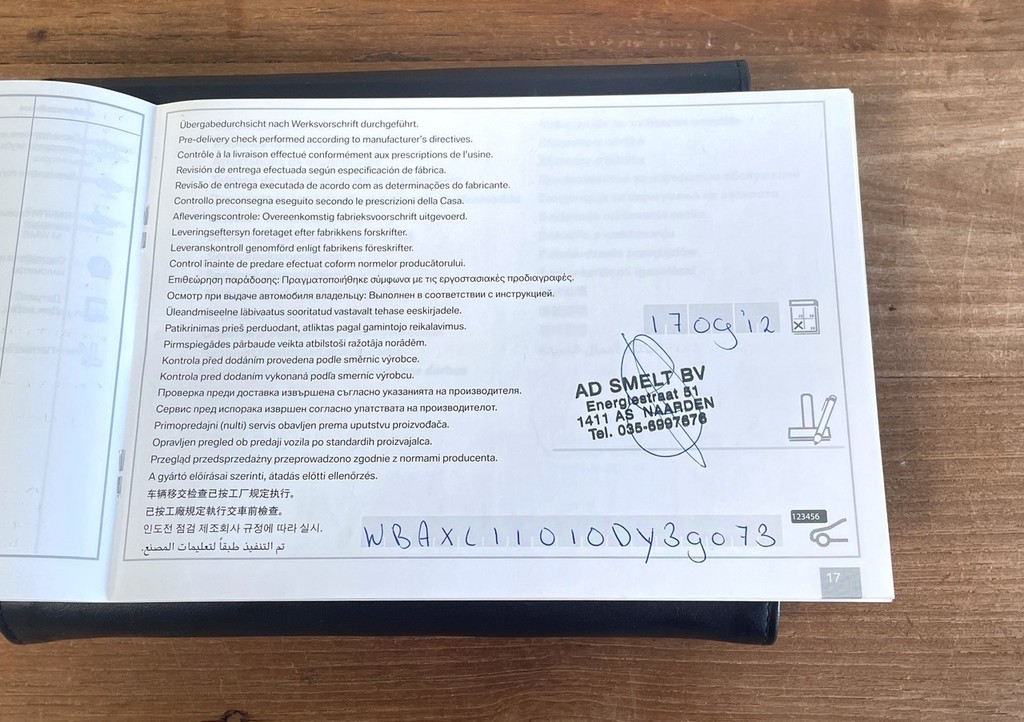 Übergabedurchsicht nach Werksvorschrift durchgeführt.
Pre-delivery check performed according to manufacturer's directives.
Contrôle à la livraison effectué conformément aux prescriptions de l'usine.
Revisión de entrega efectuada según especificación de fábrica.
Revisão de entrega executada de acordo com as determinações do fabricante.
Controllo preconsegna eseguito secondo le prescrizioni della Casa.
Afleveringscontrole: Overeenkomstig fabrieksvoorschrift uitgevoerd.
Leveringseftersyn foretaget efter fabrikkens forskrifter.
Leveranskontroll genomförd enligt fabrikens föreskrifter.
Control înainte de predare efectuat coform normelor producătorului.
Επιθεώρηση παράδοσης: Πραγματοποιήθηκε σύμφωνα με τις εργοστασιακές προδιαγραφές.
Осмотр при выдаче автомобиля владельцу: Выполнен в соответствии с инструкцией.
Üleandmiseelne läbivaatus sooritatud vastavalt tehase eeskirjadele.
Patikrinimas prieš perduodant, atliktas pagal gamintojo reikalavimus.
Pirmspiegādes pārbaude veikta atbilstoši ražotāja norādēm.
Kontrola před dodáním provedena podle směrnic výrobce.
Kontrola pred dodaním vykonaná podľa smerníc výrobcu.
Проверка преди доставка извършена съгласно указанията на производителя.
Сервис пред испорака извршен согласно упатствата на производителот.
Primopredajni (nulti) servis obavljen prema uputstvu proizvođača.
Opravljen pregled ob predaji vozila po standardih proizvajalca.
Przegląd przedsprzedażny przeprowadzono zgodnie z normami producenta.
A gyártó előírásai szerinti, átadás előtti ellenőrzés.
车辆移交检查已按工厂规定执行。
已按工廠規定執行交車前檢查。
인도전 점검 제조회사 규정에 따라 실시.
تم التنفيذ طبقاً لتعليمات المصنع.
17 09 '12
AD SMELT BV
Energiestraat 51
1411 AS NAARDEN
Tel. 035-6997676
123456
WBAXL11010DY39073
17